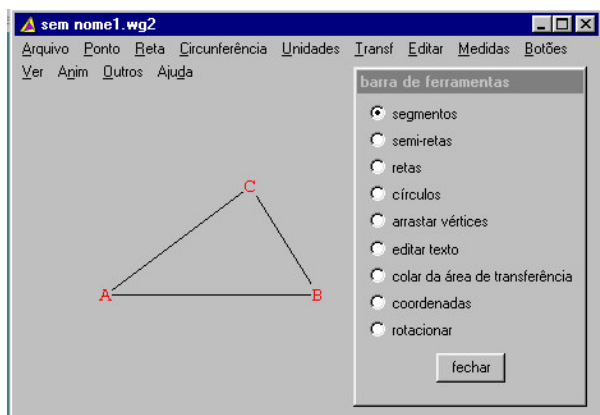 sem nome1.wg2
Arquivo Ponto Reta Circunferência Unidades Transf Editar Medidas Botões
Ver Anim Outros Ajuda
barra de ferramentas
segmentos
semi-retas
retas
círculos
arrastar vértices
editar texto
colar da área de transferência
coordenadas
rotacionar
fechar
C
A B